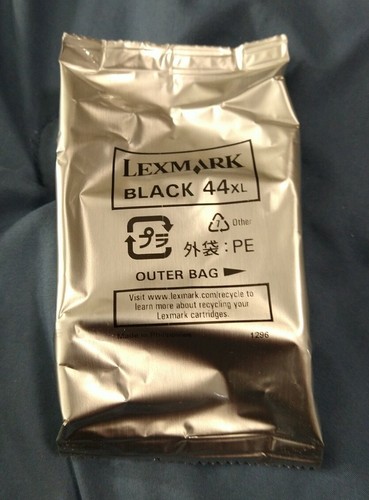 LEXMARK
BLACK 44XL
プラ
7 Other
外袋：PE
OUTER BAG ►
Visit www.lexmark.com/recycle to
learn more about recycling your
Lexmark cartridges.
1296